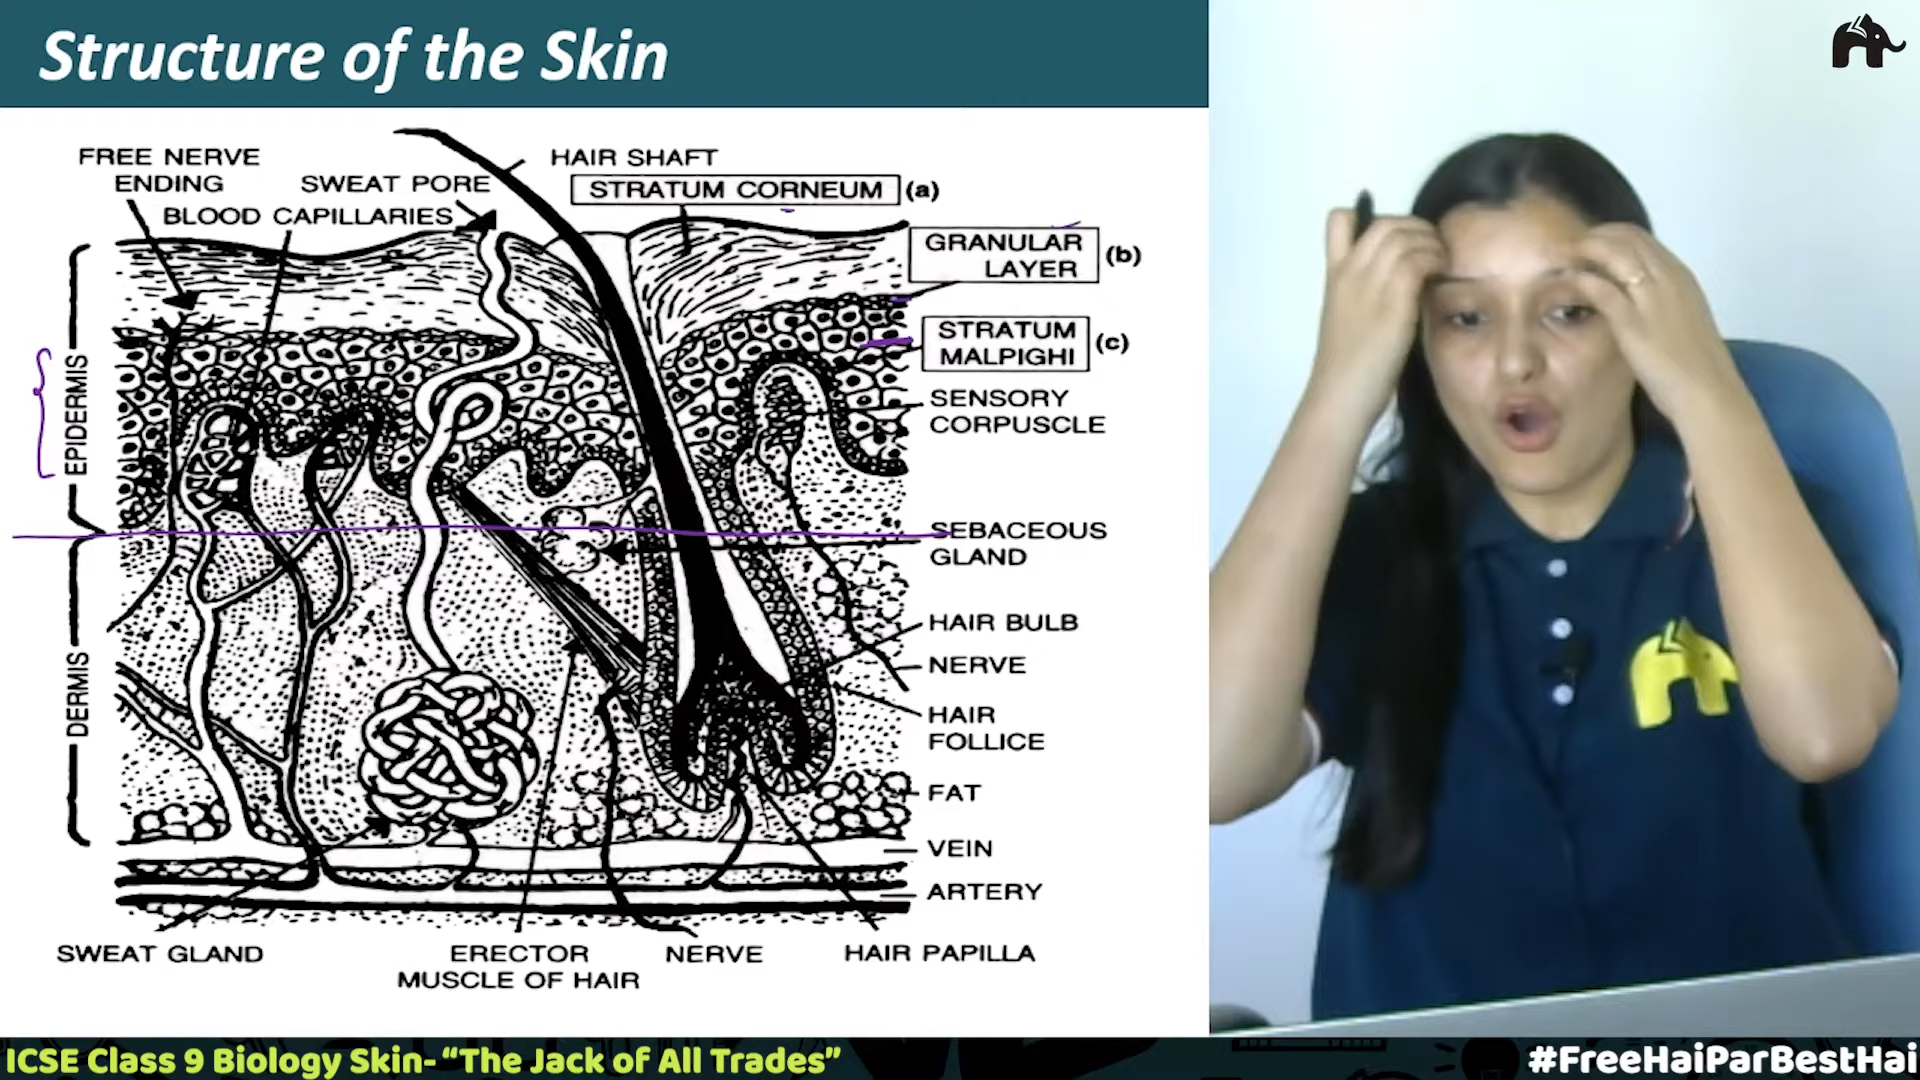 Structure of the Skin
FREE NERVE
ENDING
HAIR SHAFT
SWEAT PORE
STRATUM CORNEUM (a)
BLOOD CAPILLARIES
GRANULAR
LAYER
(b)
STRATUM
MALPIGHI
(c)
EPIDERMIS
SENSORY
CORPUSCLE
SEBACEOUS
GLAND
DERMIS
HAIR BULB
NERVE
HAIR
FOLLICE
FAT
VEIN
ARTERY
SWEAT GLAND
ERECTOR
MUSCLE OF HAIR
NERVE
HAIR PAPILLA
ICSE Class 9 Biology Skin- “The Jack of All Trades”
#FreeHaiParBestHai